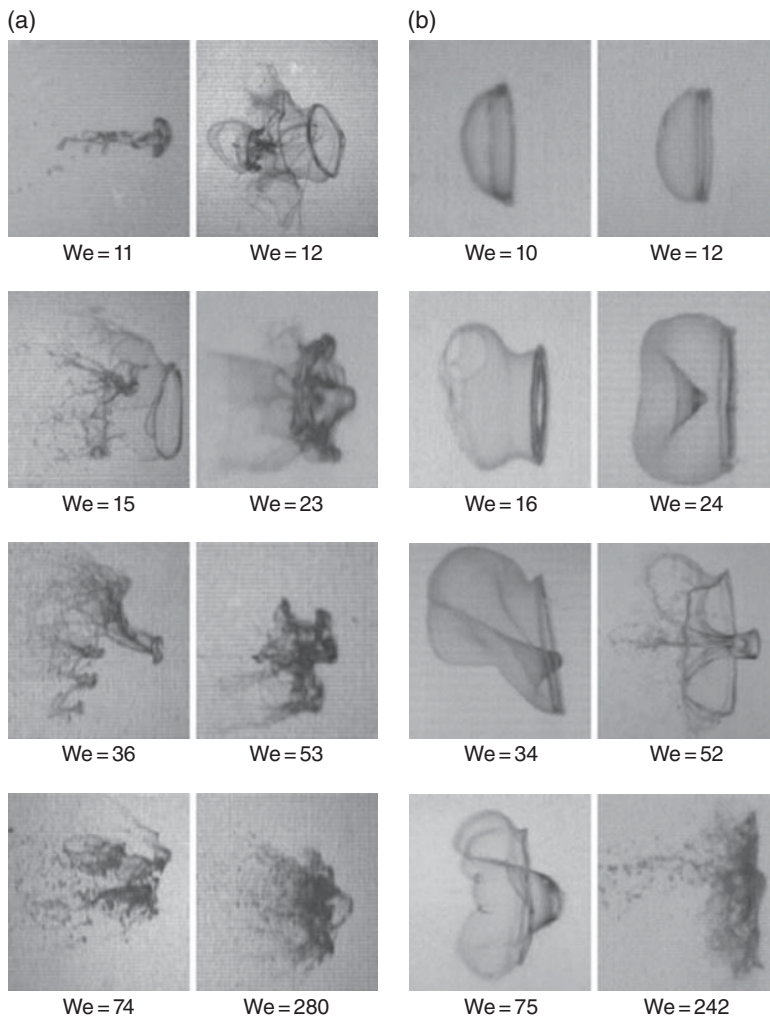 (a) (b)
We = 11 We = 12 We = 10 We = 12
We = 15 We = 23 We = 16 We = 24
We = 36 We = 53 We = 34 We = 52
We = 74 We = 280 We = 75 We = 242